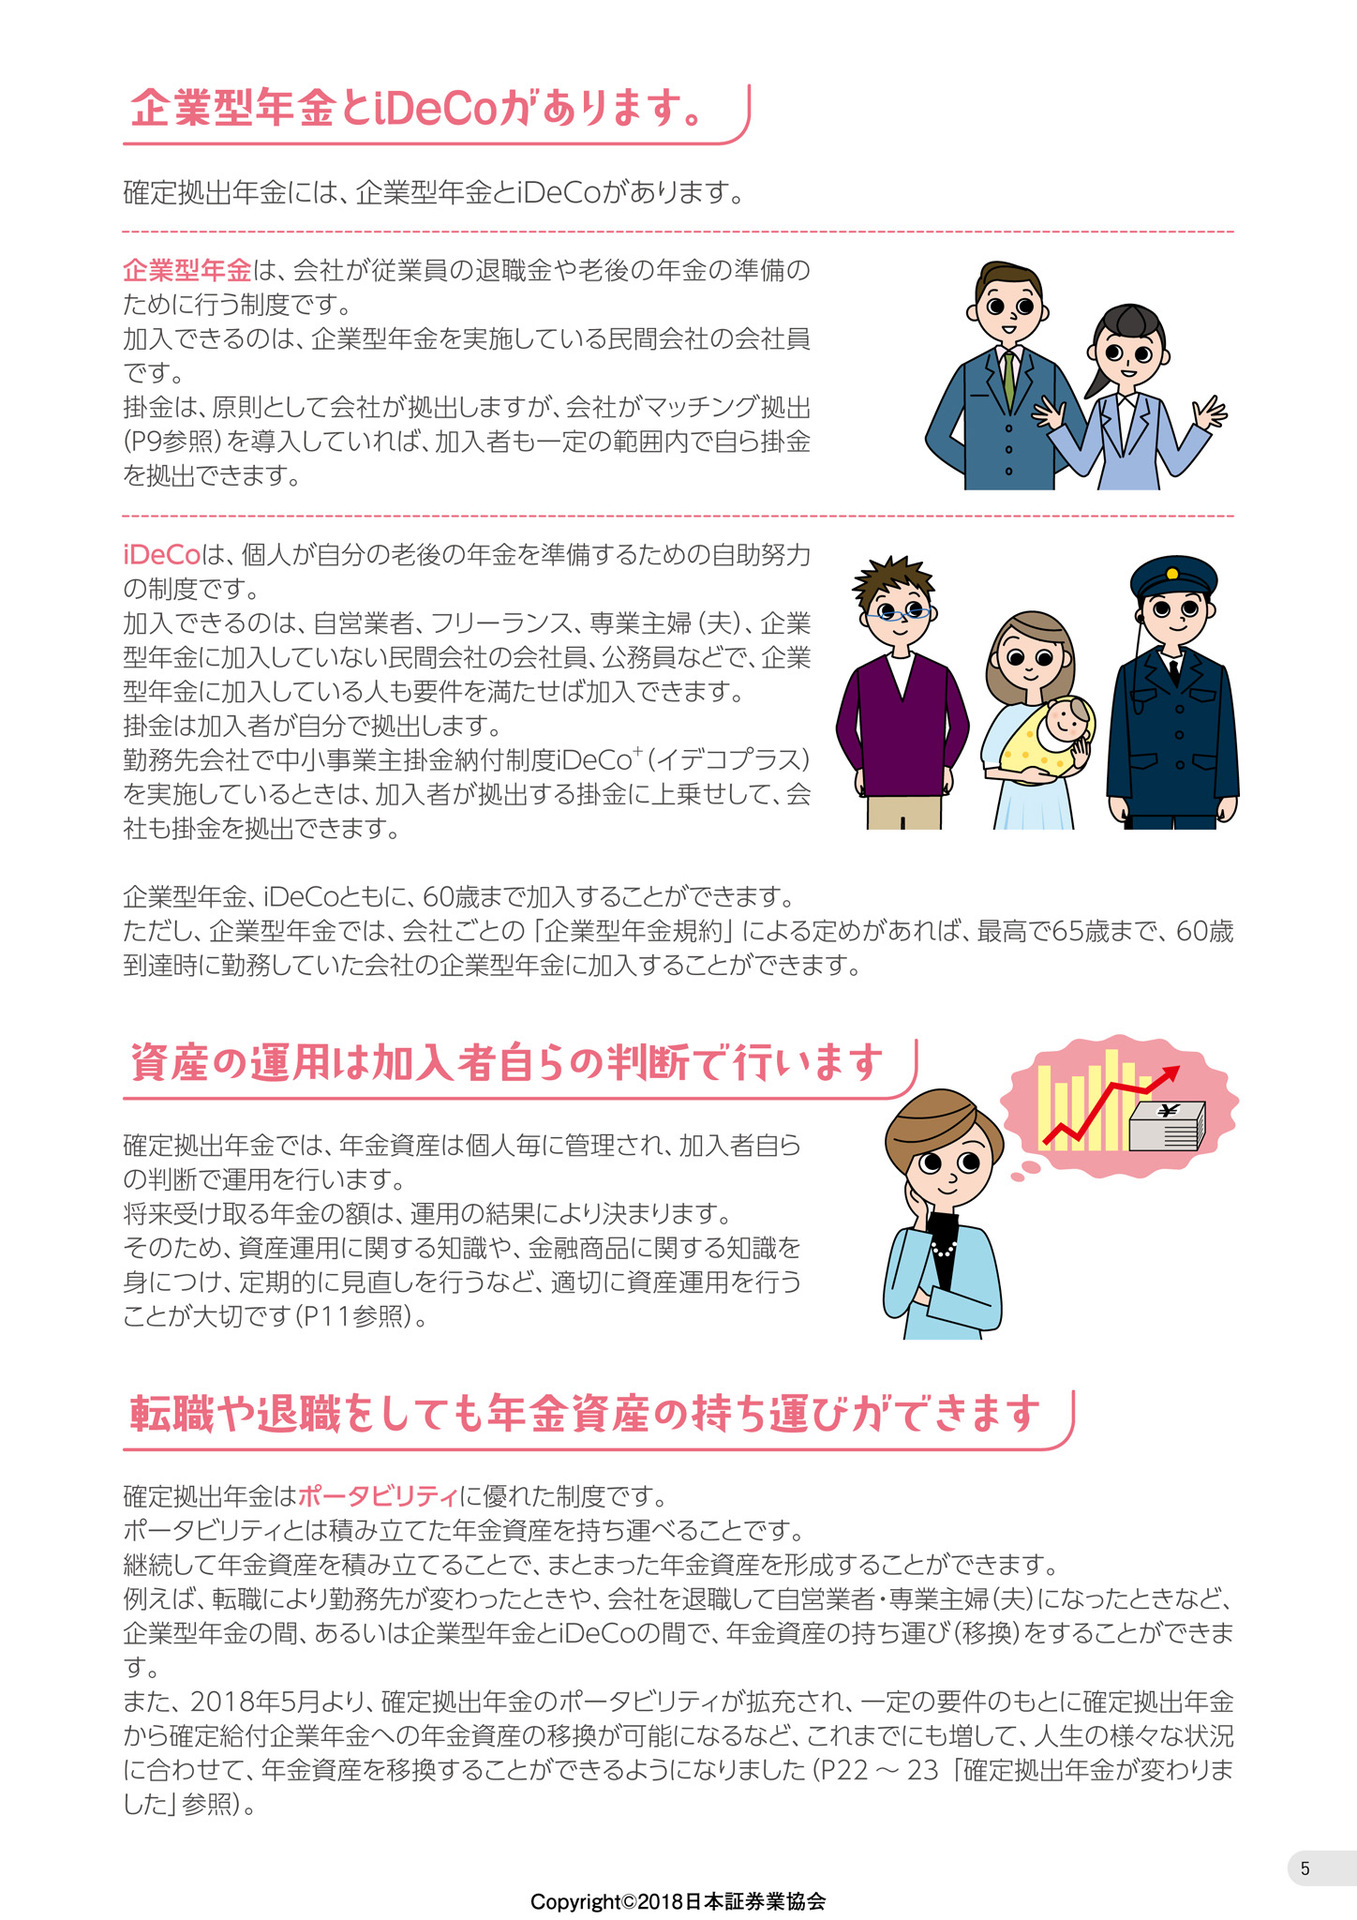 企業型年金とiDeCoがあります。
確定拠出年金には、企業型年金とiDeCoがあります。
企業型年金は、会社が従業員の退職金や老後の年金の準備の
ために行う制度です。
加入できるのは、企業型年金を実施している民間会社の会社員
です。
掛金は、原則として会社が拠出しますが、会社がマッチング拠出
(P9参照)を導入していれば、加入者も一定の範囲内で自ら掛金
を拠出できます。
iDeCoは、個人が自分の老後の年金を準備するための自助努力
の制度です。
加入できるのは、自営業者、フリーランス、専業主婦(夫)、企業
型年金に加入していない民間会社の会社員、公務員などで、企業
型年金に加入している人も要件を満たせば加入できます。
掛金は加入者が自分で拠出します。
勤務先会社で中小事業主掛金納付制度iDeCo⁺(イデコプラス)
を実施しているときは、加入者が拠出する掛金に上乗せして、会
社も掛金を拠出できます。
企業型年金、iDeCoともに、60歳まで加入することができます。
ただし、企業型年金では、会社ごとの「企業型年金規約」による定めがあれば、最高で65歳まで、60歳
到達時に勤務していた会社の企業型年金に加入することができます。
資産の運用は加入者自らの判断で行います
確定拠出年金では、年金資産は個人毎に管理され、加入者自ら
の判断で運用を行います。
将来受け取る年金の額は、運用の結果により決まります。
そのため、資産運用に関する知識や、金融商品に関する知識を
身につけ、定期的に見直しを行うなど、適切に資産運用を行う
ことが大切です(P11参照)。
¥
転職や退職をしても年金資産の持ち運びができます
確定拠出年金はポータビリティに優れた制度です。
ポータビリティとは積み立てた年金資産を持ち運べることです。
継続して年金資産を積み立てることで、まとまった年金資産を形成することができます。
例えば、転職により勤務先が変わったときや、会社を退職して自営業者・専業主婦(夫)になったときなど、
企業型年金の間、あるいは企業型年金とiDeCoの間で、年金資産の持ち運び(移換)をすることができま
す。
また、2018年5月より、確定拠出年金のポータビリティが拡充され、一定の要件のもとに確定拠出年金
から確定給付企業年金への年金資産の移換が可能になるなど、これまでにも増して、人生の様々な状況
に合わせて、年金資産を移換することができるようになりました(P22～23「確定拠出年金が変わりま
した」参照)。
5
Copyright©2018日本証券業協会